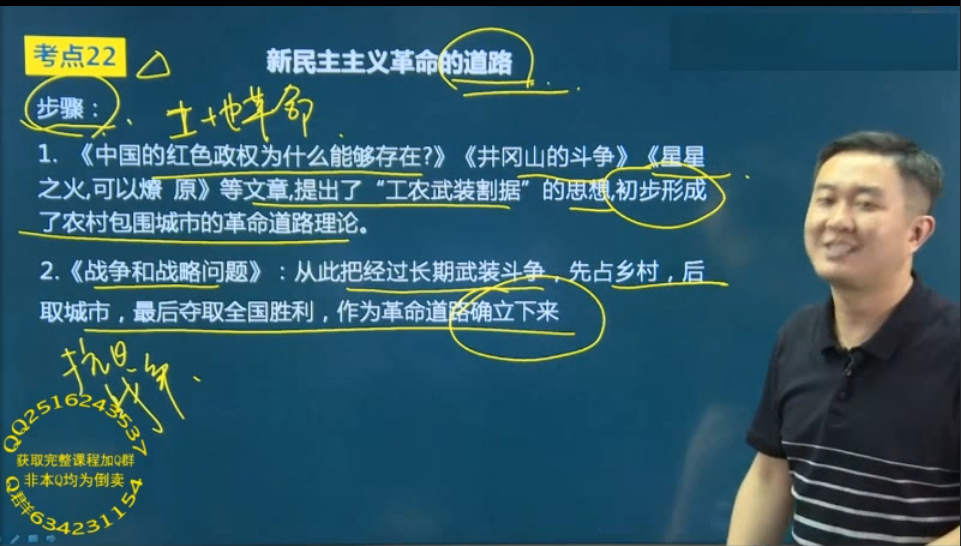 考点22
新民主主义革命的道路
步骤：
土地革命
1. 《中国的红色政权为什么能够存在?》《井冈山的斗争》《星星
之火,可以燎 原》等文章,提出了“工农武装割据”的思想,初步形成
了农村包围城市的革命道路理论。
2.《战争和战略问题》：从此把经过长期武装斗争，先占乡村，后
取城市，最后夺取全国胜利，作为革命道路确立下来
抗日
战争
QQ2516243537
获取完整课程加Q群
非本Q均为倒卖
Q群634231154